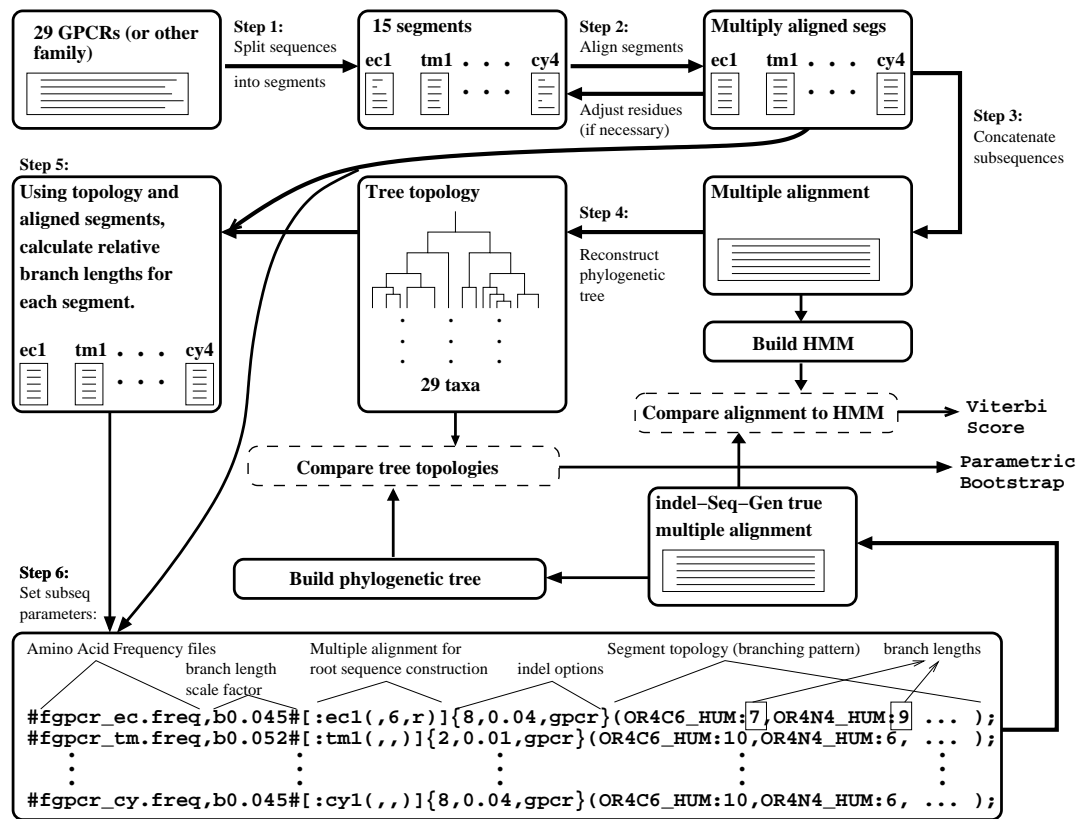 29 GPCRs (or other
family)
Step 1:
Split sequences
into segments
15 segments
ec1 tm1 . . . cy4
. . .
Step 2:
Align segments
Adjust residues
(if necessary)
Multiply aligned segs
ec1 tm1 . . . cy4
. . .
Step 3:
Concatenate
subsequences
Step 5:
Using topology and
aligned segments,
calculate relative
branch lengths for
each segment.
ec1 tm1 . . . cy4
. . .
Tree topology
29 taxa
Step 4:
Reconstruct
phylogenetic
tree
Multiple alignment
Build HMM
Compare alignment to HMM
Viterbi
Score
Compare tree topologies
Parametric
Bootstrap
indel−Seq−Gen true
multiple alignment
Build phylogenetic tree
Step 6:
Set subseq
parameters:
Amino Acid Frequency files
branch length
scale factor
Multiple alignment for
root sequence construction
indel options
Segment topology (branching pattern)
branch lengths
#fgpcr_ec.freq,b0.045#[:ec1(,6,r)]{8,0.04,gpcr}(OR4C6_HUM:7,OR4N4_HUM:9 ... );
#fgpcr_tm.freq,b0.052#[:tm1(,,)]{2,0.01,gpcr}(OR4C6_HUM:10,OR4N4_HUM:6, ... );
#fgpcr_cy.freq,b0.045#[:cy1(,,)]{8,0.04,gpcr}(OR4C6_HUM:10,OR4N4_HUM:6, ... );